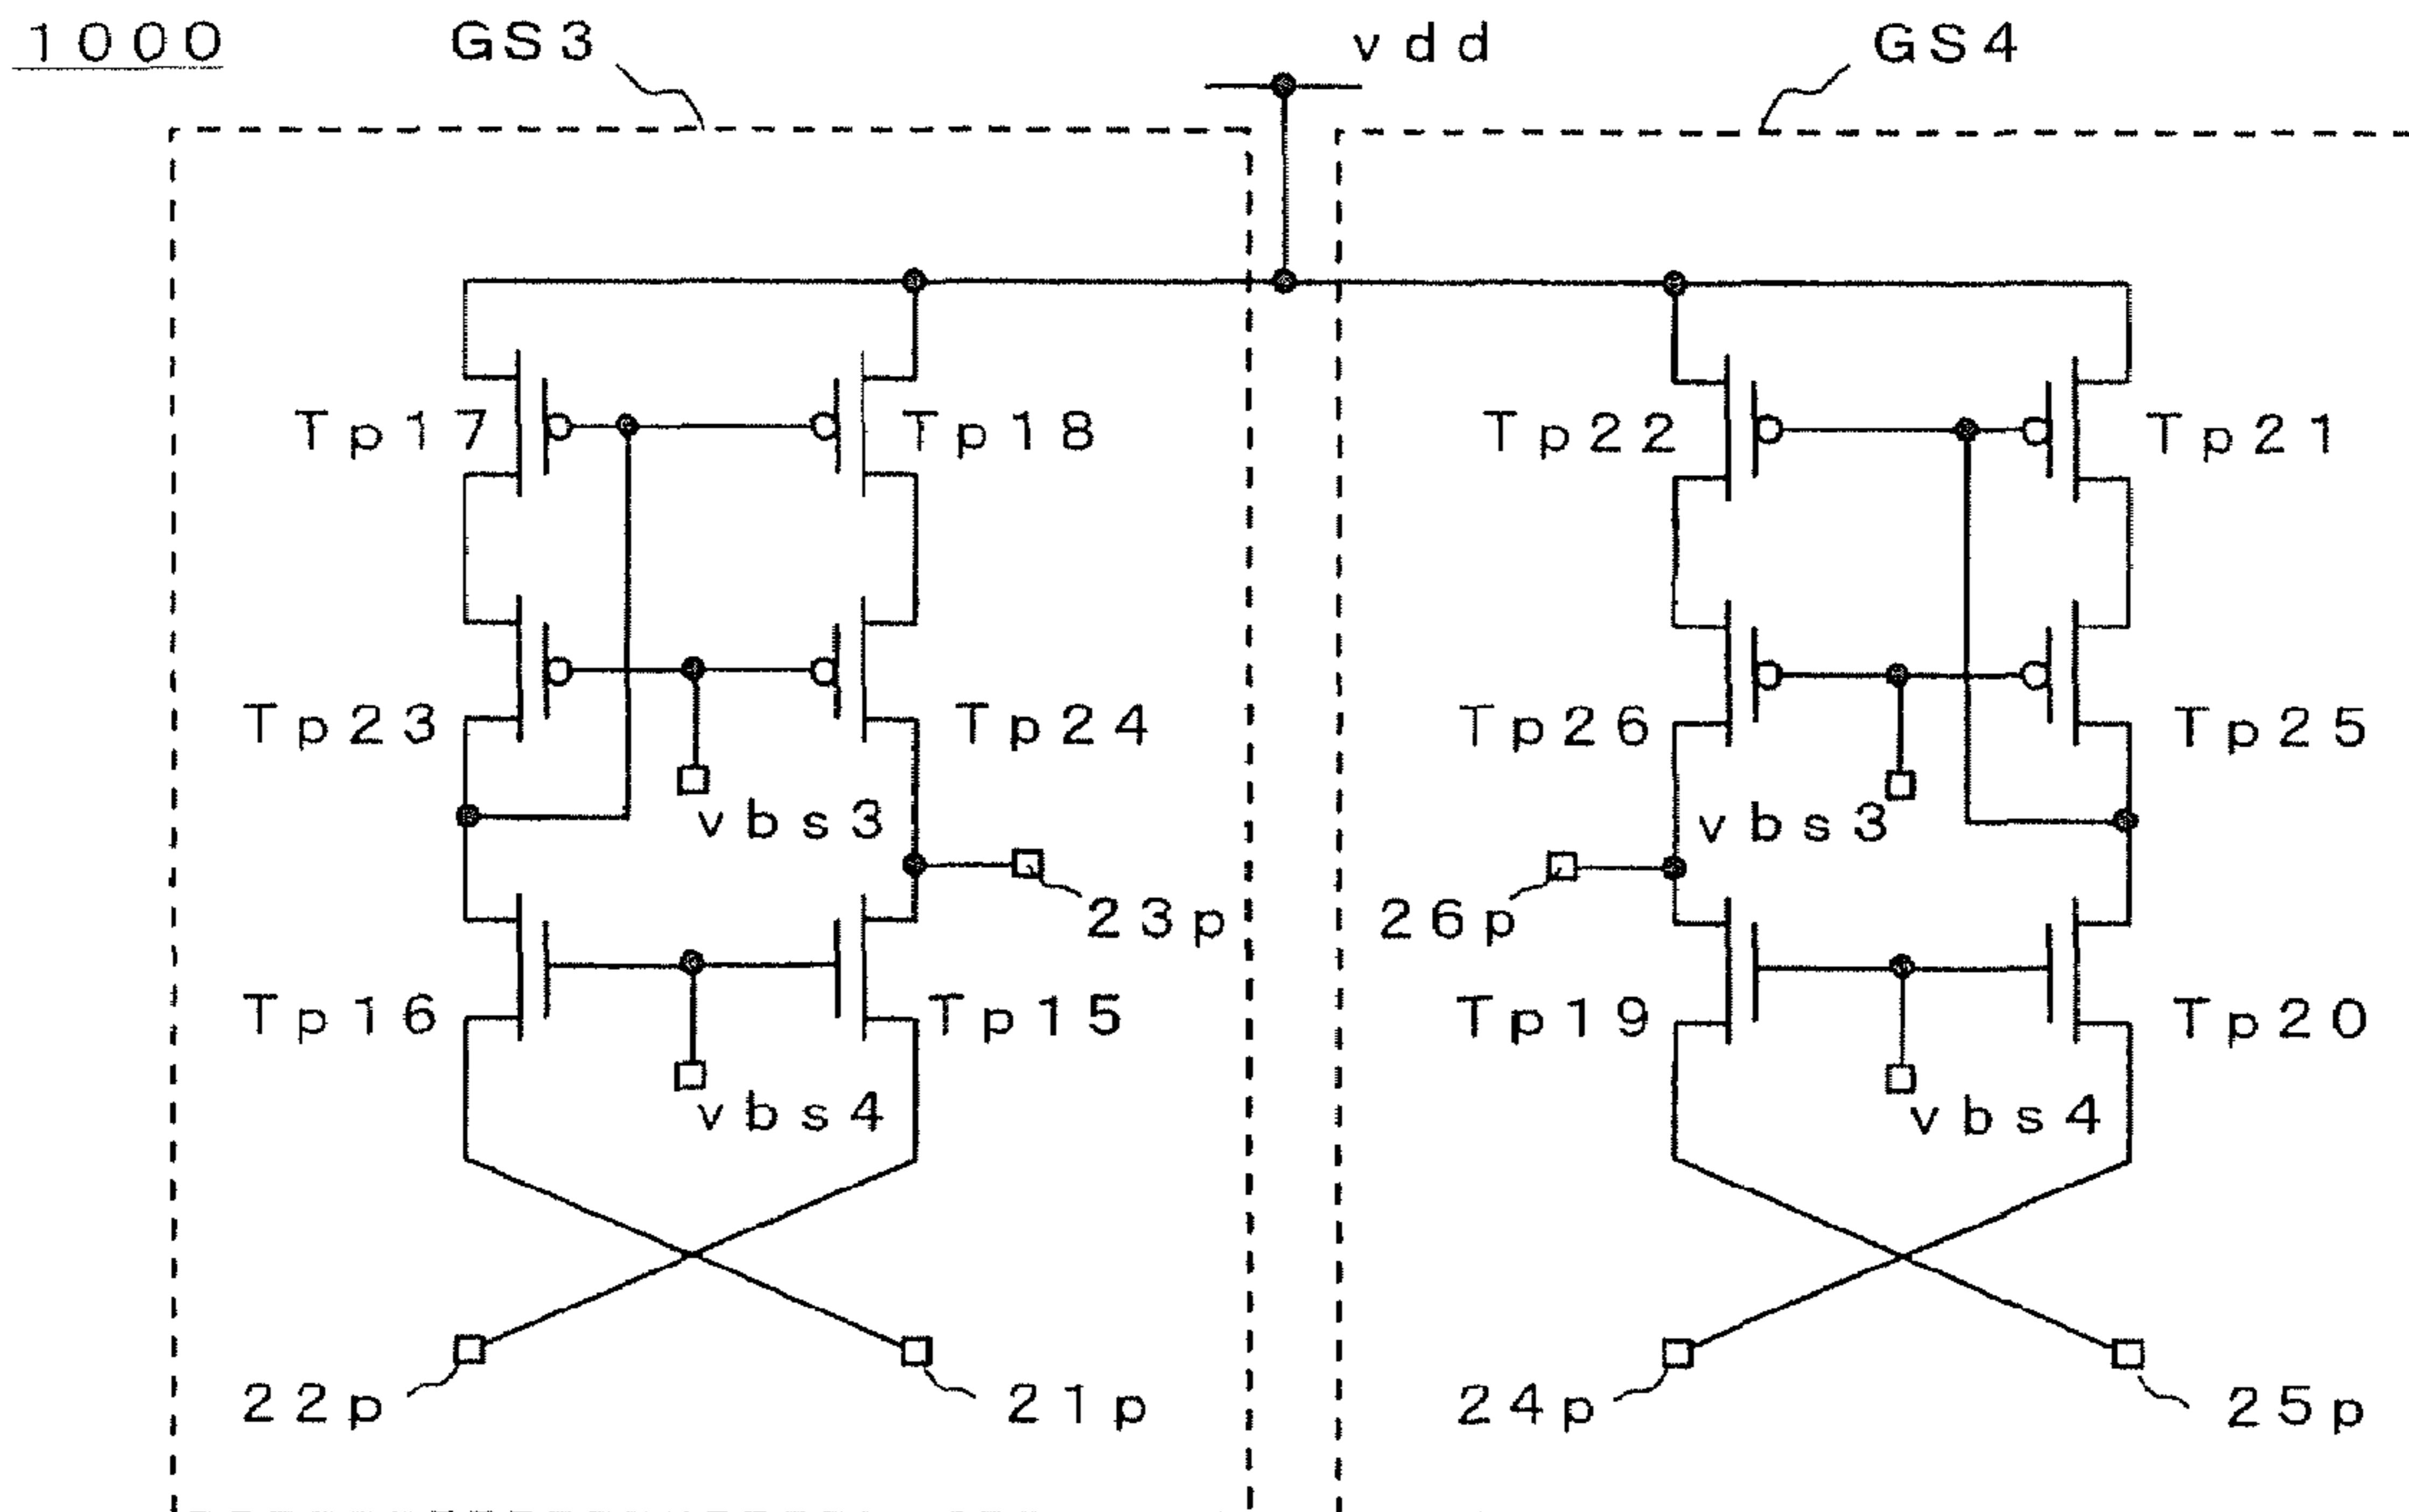 1000
GS3
vdd
GS4
Tp17
Tp18
Tp22
Tp21
Tp23
Tp24
Tp26
Tp25
vbs3
vbs3
23p
26p
Tp16
Tp15
Tp19
Tp20
vbs4
vbs4
22p
21p
24p
25p